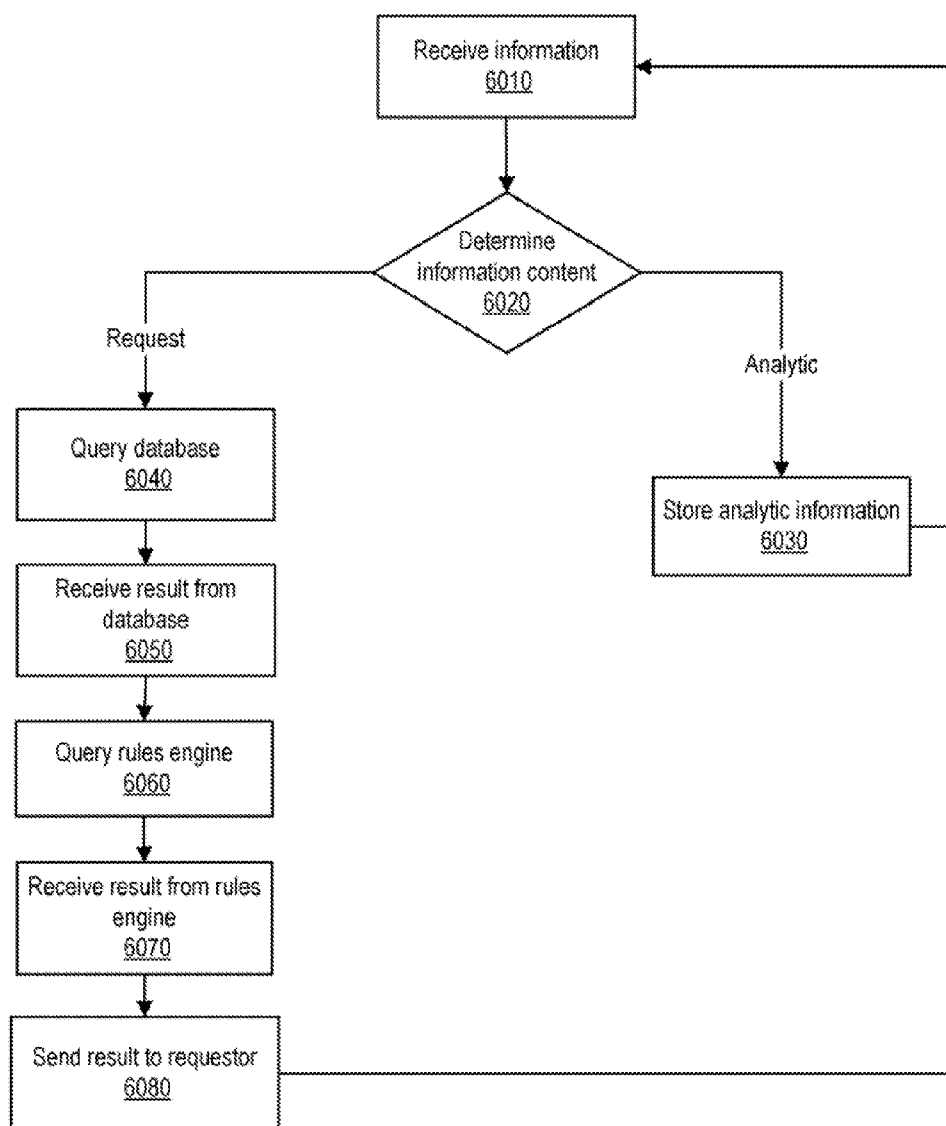 Receive information
6010
Determine
information content
6020
Request
Analytic
Query database
6040
Store analytic information
6030
Receive result from
database
6050
Query rules engine
6060
Receive result from rules
engine
6070
Send result to requestor
6080